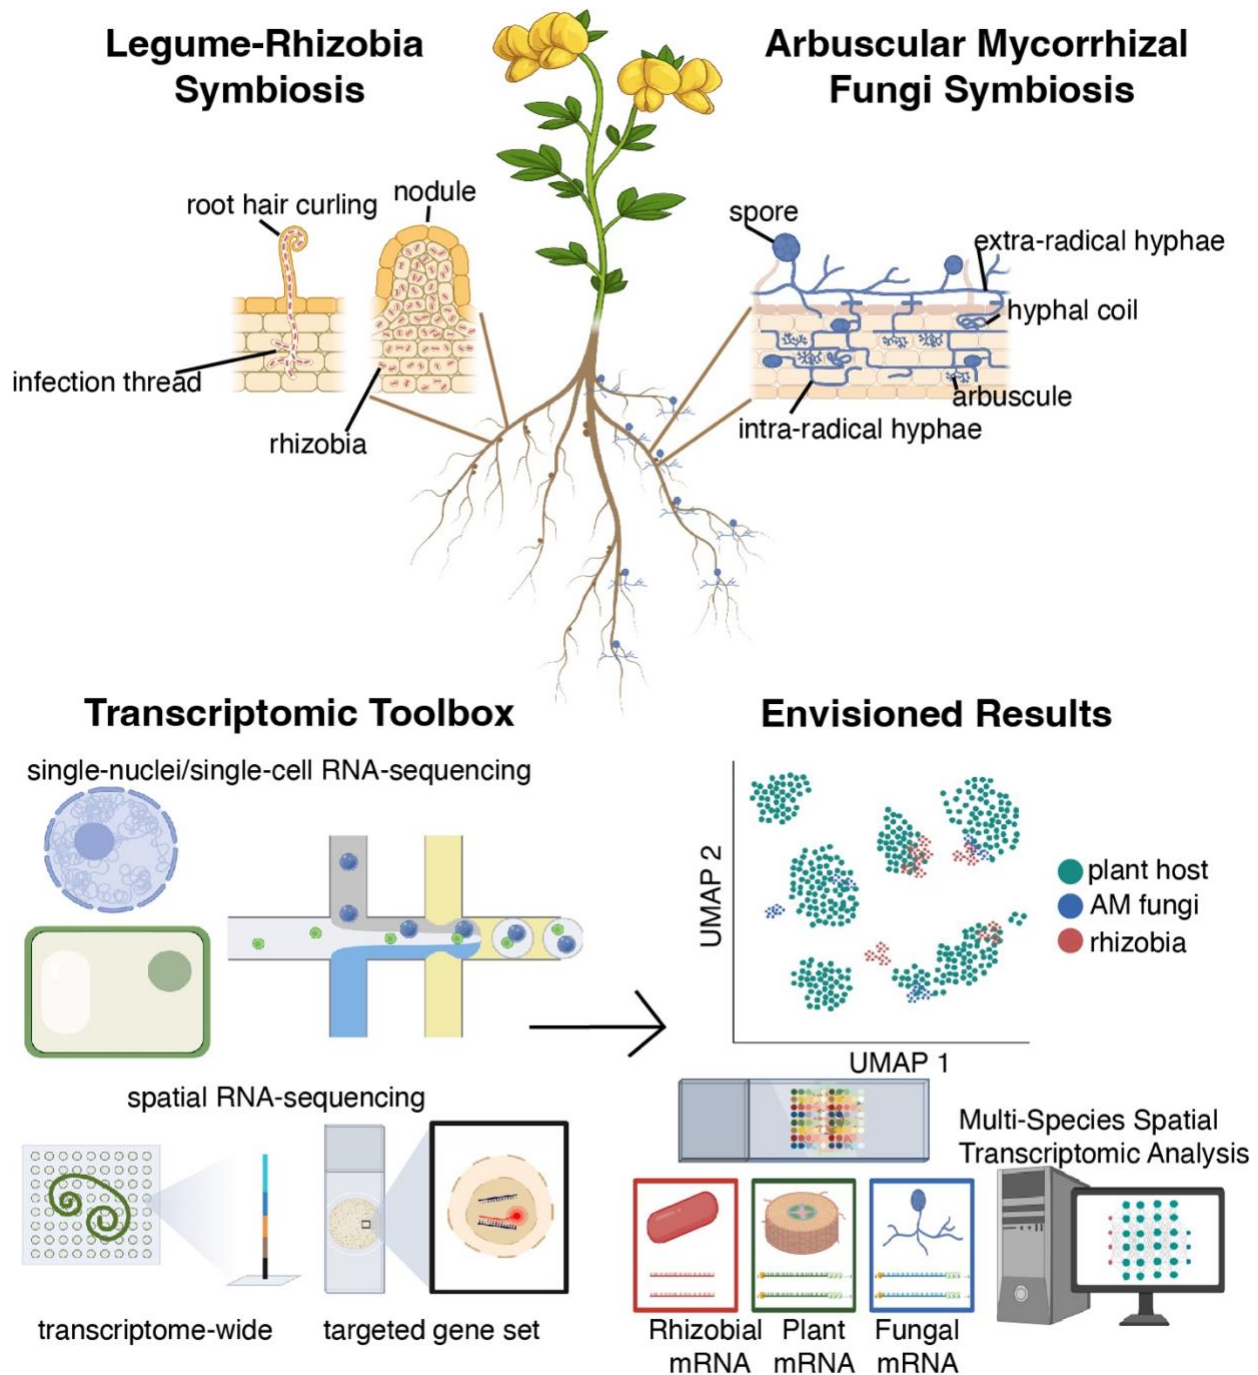 Legume-Rhizobia
Symbiosis
Arbuscular Mycorrhizal
Fungi Symbiosis
root hair curling
nodule
infection thread
rhizobia
spore
extra-radical hyphae
hyphal coil
arbuscule
intra-radical hyphae
Transcriptomic Toolbox
single-nuclei/single-cell RNA-sequencing
spatial RNA-sequencing
transcriptome-wide
targeted gene set
Envisioned Results
UMAP 2
UMAP 1
plant host
AM fungi
rhizobia
Multi-Species Spatial
Transcriptomic Analysis
Rhizobial
mRNA
Plant
mRNA
Fungal
mRNA